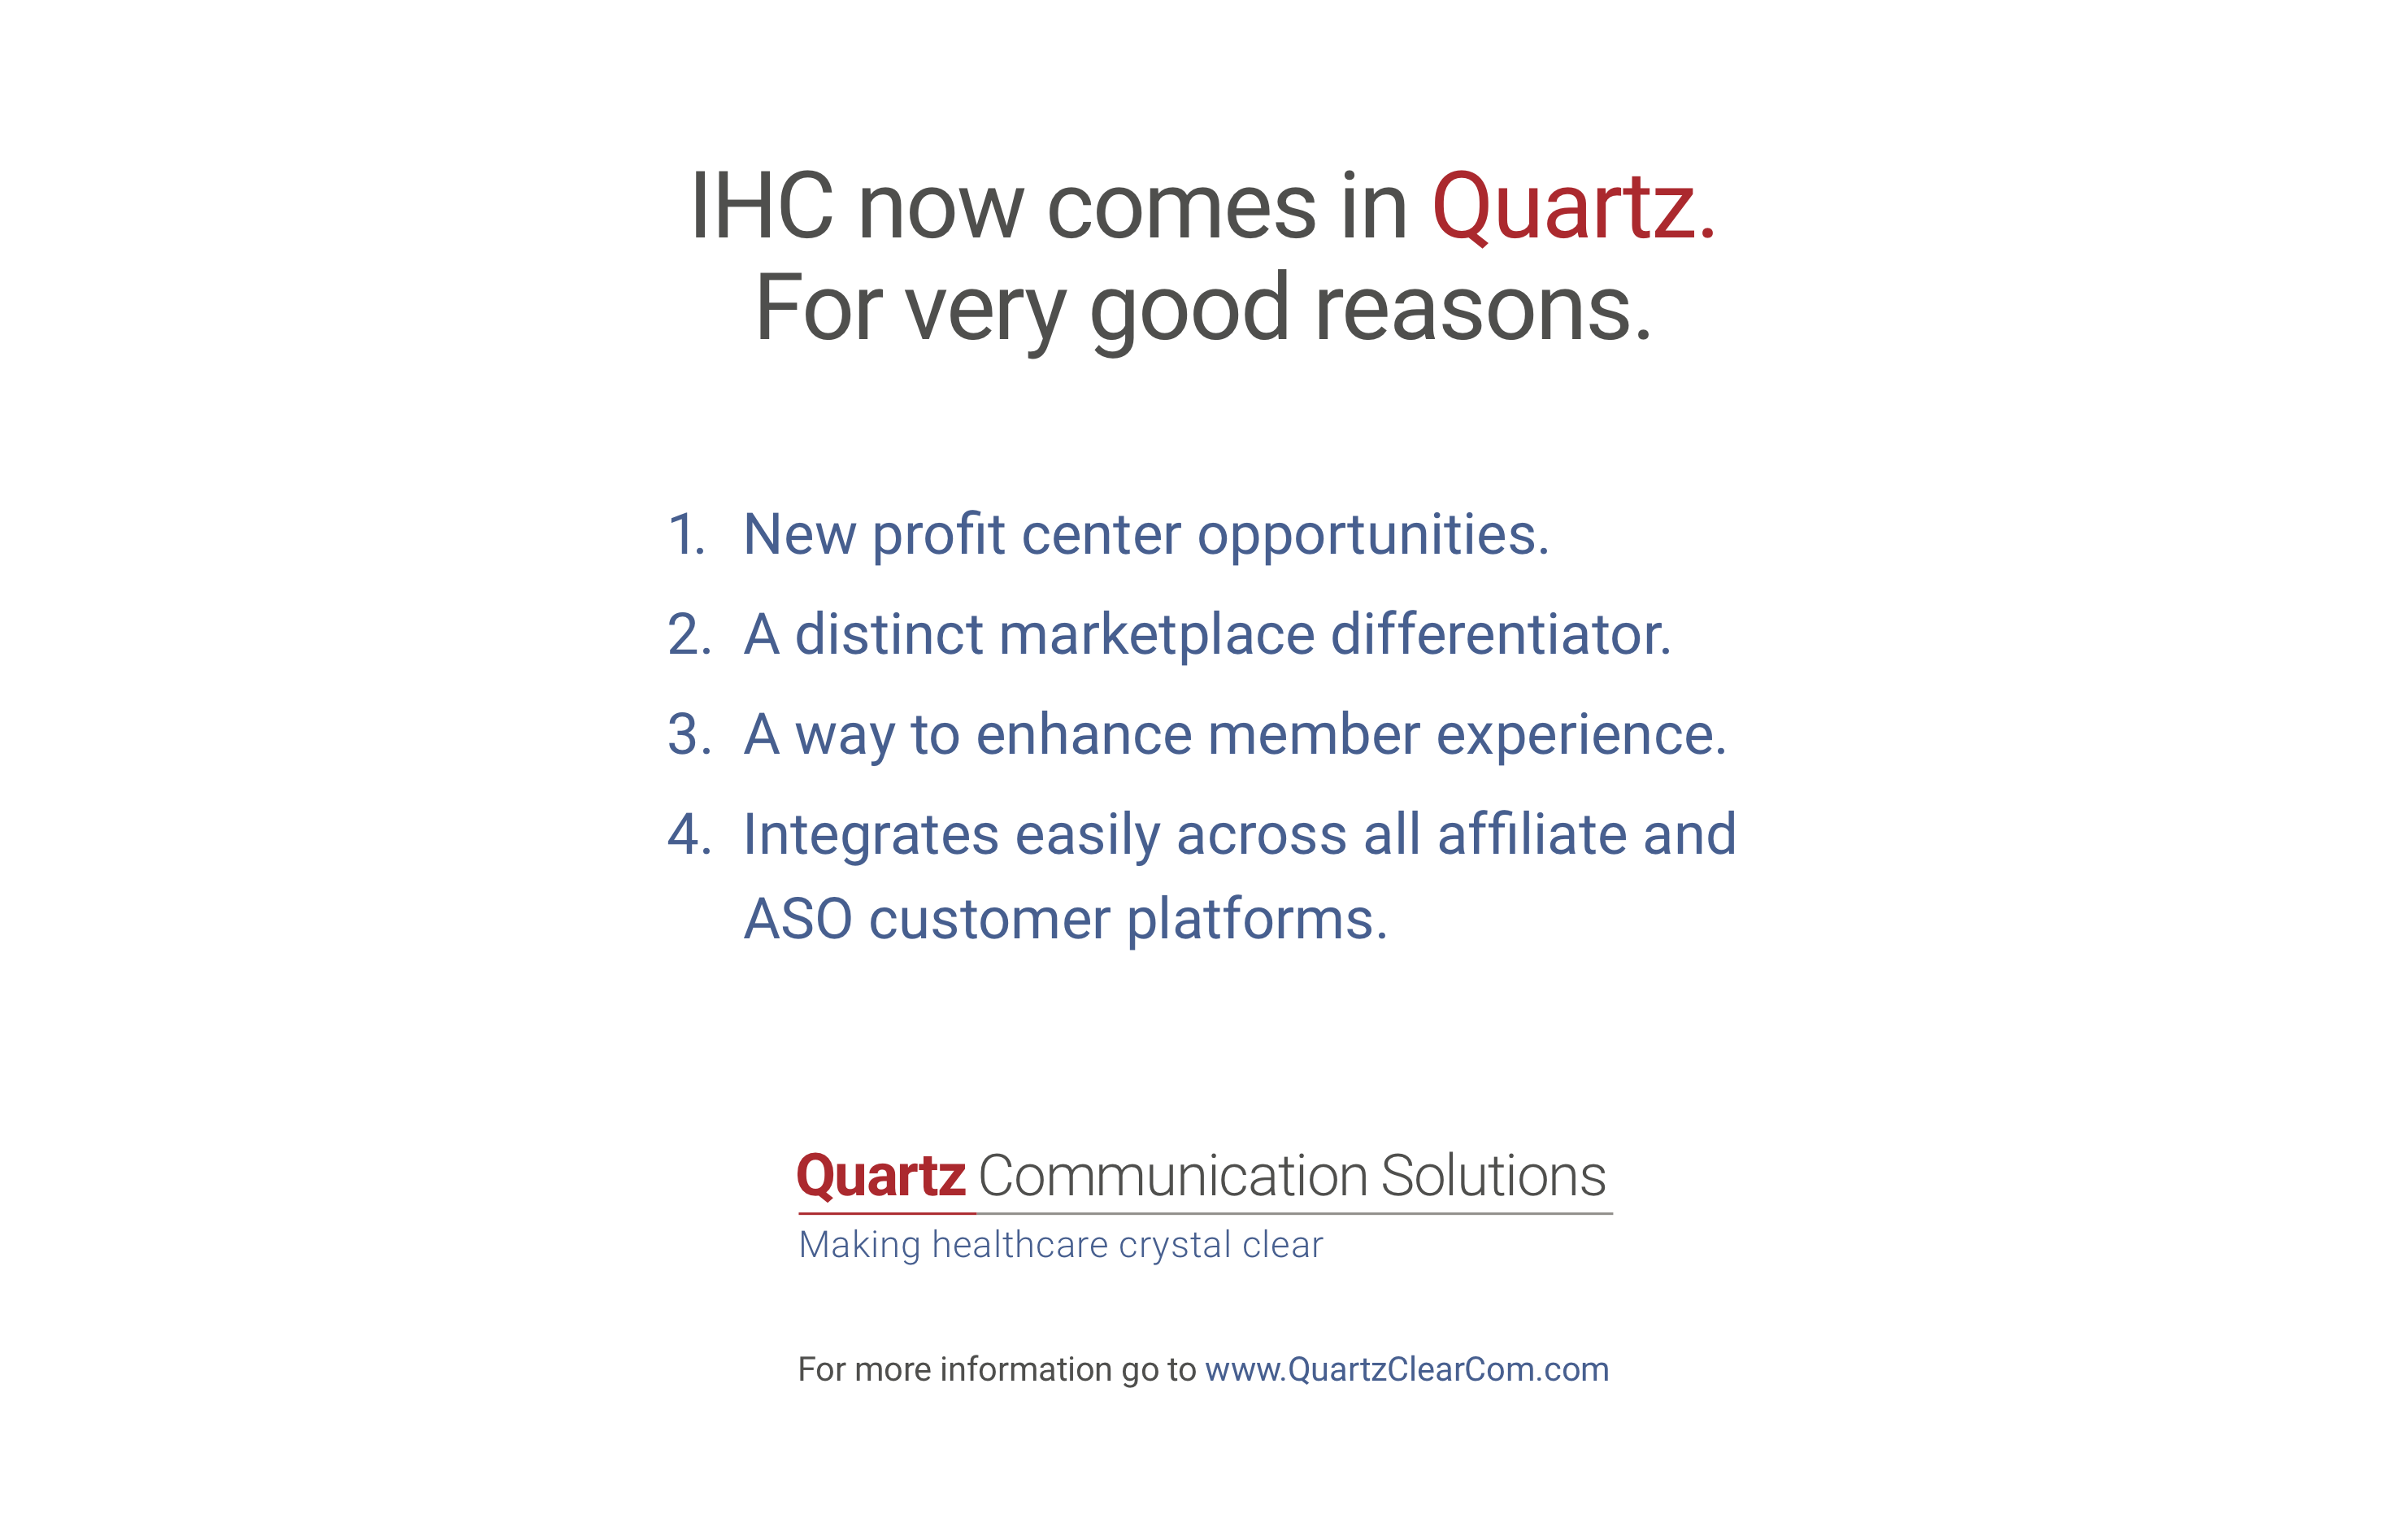 IHC now comes in Quartz.
For very good reasons.
1. New profit center opportunities.
2. A distinct marketplace differentiator.
3. A way to enhance member experience.
4. Integrates easily across all affiliate and
ASO customer platforms.
Quartz Communication Solutions
Making healthcare crystal clear
For more information go to www.QuartzClearCom.com